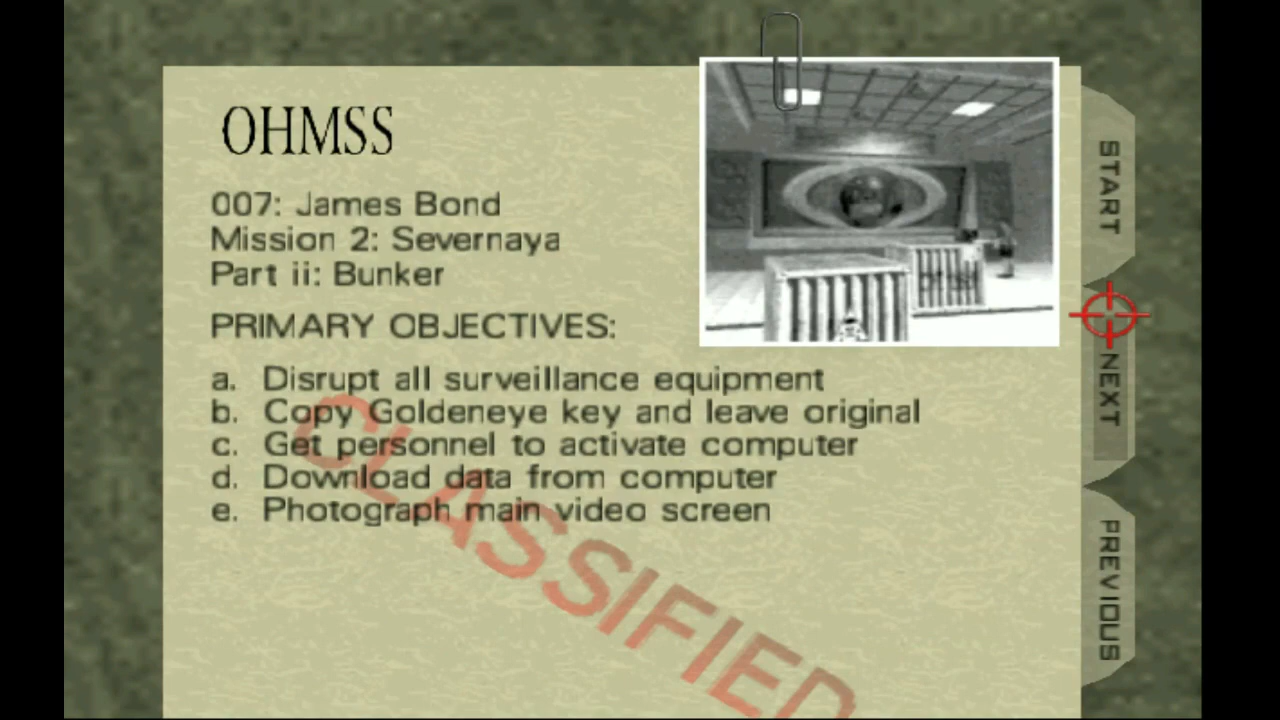 OHMSS
007: James Bond
Mission 2: Severnaya
Part ii: Bunker
PRIMARY OBJECTIVES:
a. Disrupt all surveillance equipment
b. Copy Goldeneye key and leave original
c. Get personnel to activate computer
d. Download data from computer
e. Photograph main video screen
CLASSIFIED
START
NEXT
PREVIOUS